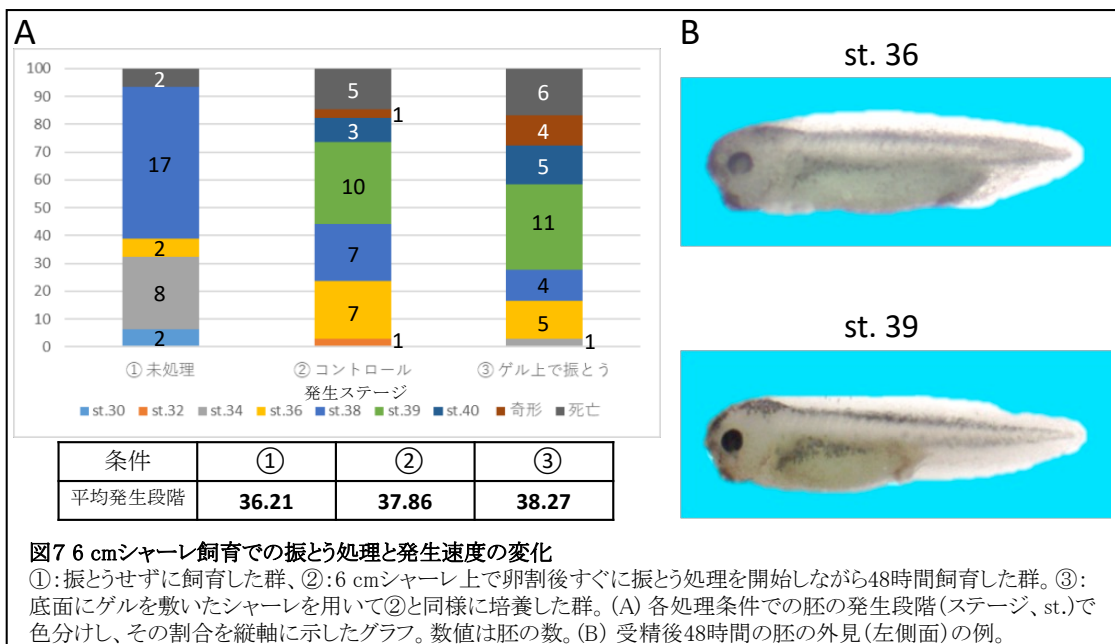 A
B
st. 36
st. 39
100
90
80
70
60
50
40
30
20
10
0
2
17
2
8
2
5
1
3
10
7
7
1
6
4
5
11
4
5
1
① 未処理
② コントロール
③ ゲル上で振とう
発生ステージ
st.30 st.32 st.34 st.36 st.38 st.39 st.40 奇形 死亡
条件 ① ② ③
平均発生段階 36.21 37.86 38.27
図7 6 cmシャーレ飼育での振とう処理と発生速度の変化
①:振とうせずに飼育した群、②:6 cmシャーレ上で卵割後すぐに振とう処理を開始しながら48時間飼育した群。③:
底面にゲルを敷いたシャーレを用いて②と同様に培養した群。(A) 各処理条件での胚の発生段階(ステージ、st.)で
色分けし、その割合を縦軸に示したグラフ。数値は胚の数。(B) 受精後48時間の胚の外見(左側面)の例。